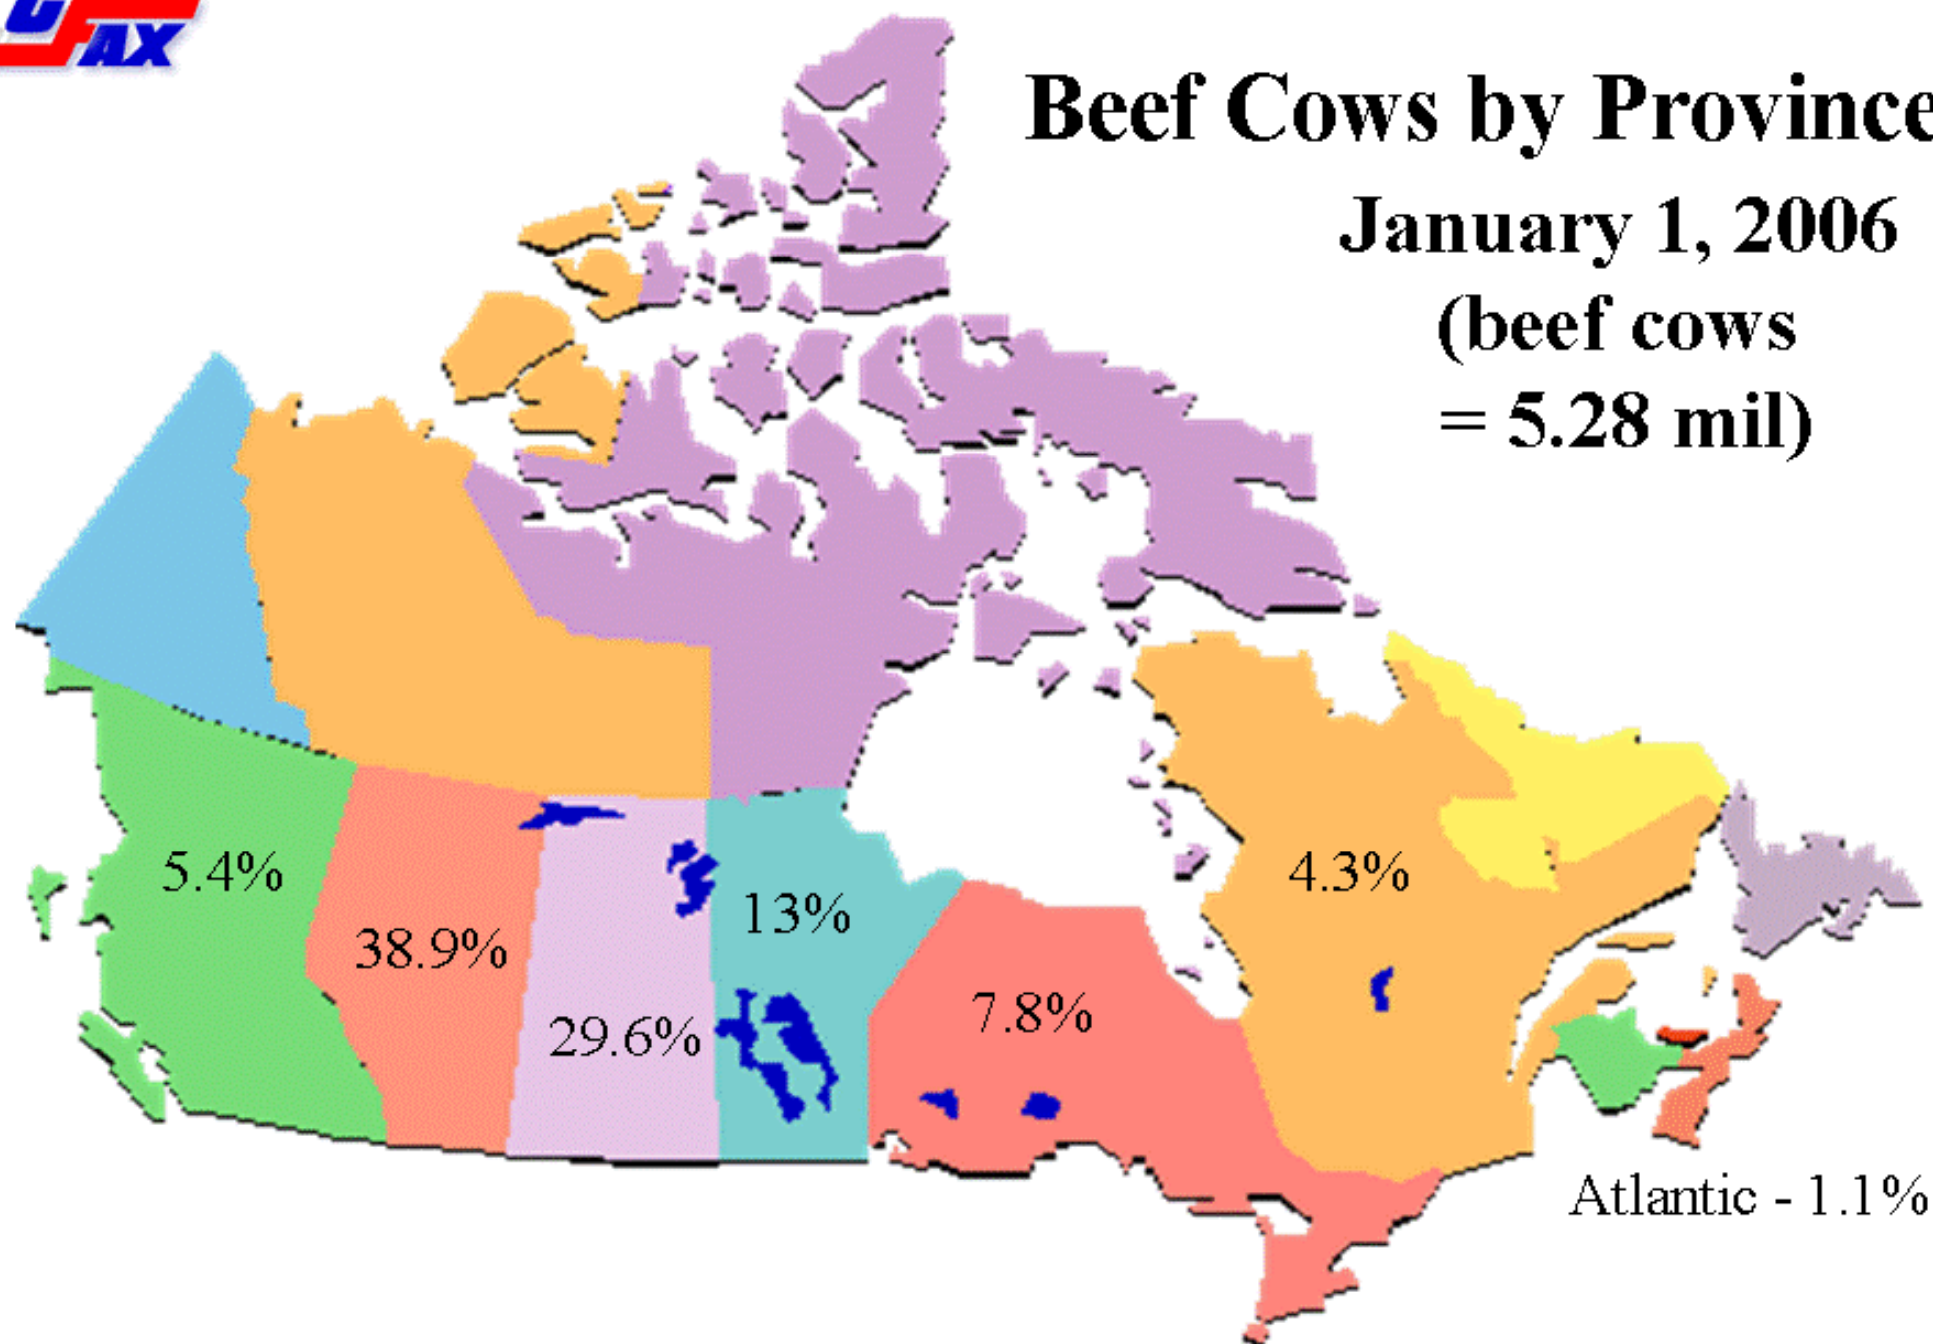 AX
Beef Cows by Province
January 1, 2006
(beef cows
= 5.28 mil)
5.4%
38.9%
29.6%
13%
7.8%
4.3%
Atlantic - 1.1%